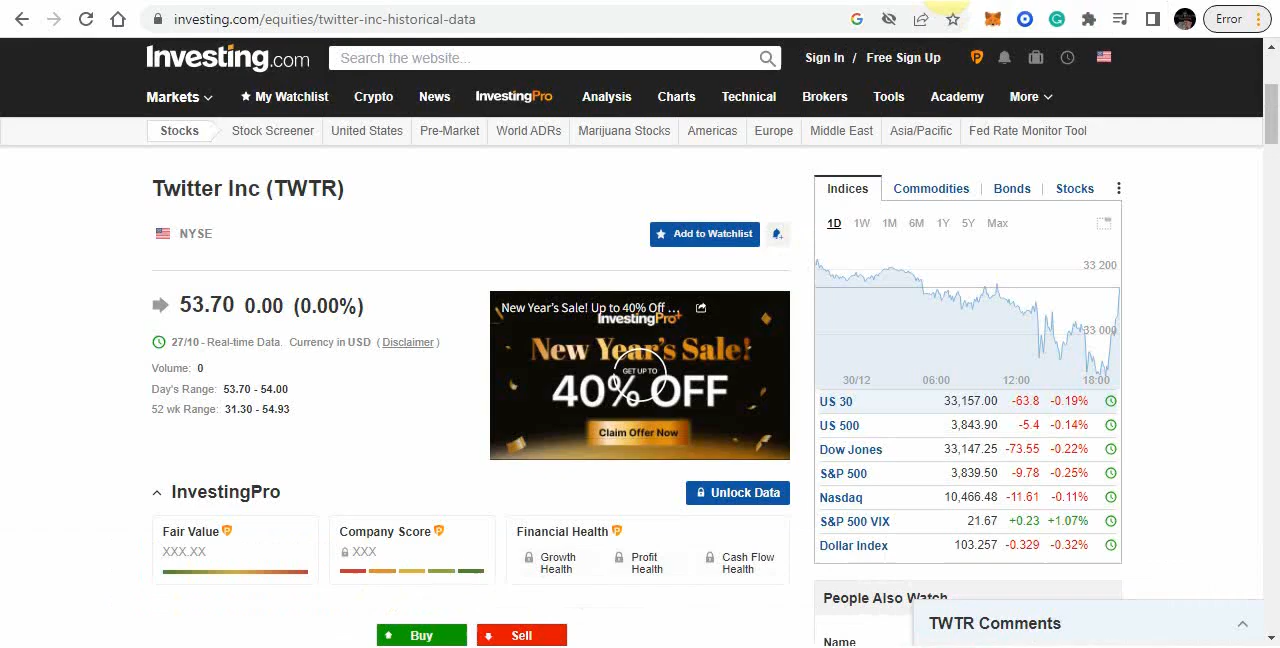 investing.com/equities/twitter-inc-historical-data
Error
Investing.com
Search the website...
Sign In / Free Sign Up
Markets
My Watchlist
Crypto
News
InvestingPro
Analysis
Charts
Technical
Brokers
Tools
Academy
More
Stocks
Stock Screener
United States
Pre-Market
World ADRs
Marijuana Stocks
Americas
Europe
Middle East
Asia/Pacific
Fed Rate Monitor Tool
Twitter Inc (TWTR)
NYSE
Add to Watchlist
53.70 0.00 (0.00%)
27/10 - Real-time Data. Currency in USD ( Disclaimer )
Volume: 0
Day's Range: 53.70 - 54.00
52 wk Range: 31.30 - 54.93
New Year's Sale! Up to 40% Off ...
InvestingPro+
New Year's Sale!
GET UP TO
40% OFF
Claim Offer Now
InvestingPro
Unlock Data
Fair Value
XXX.XX
Company Score
XXX
Financial Health
Growth
Health
Profit
Health
Cash Flow
Health
Buy
Sell
Indices
Commodities
Bonds
Stocks
1D 1W 1M 6M 1Y 5Y Max
33 200
33 000
30/12 06:00 12:00 18:00
US 30 33,157.00 -63.8 -0.19%
US 500 3,843.90 -5.4 -0.14%
Dow Jones 33,147.25 -73.55 -0.22%
S&P 500 3,839.50 -9.78 -0.25%
Nasdaq 10,466.48 -11.61 -0.11%
S&P 500 VIX 21.67 +0.23 +1.07%
Dollar Index 103.257 -0.329 -0.32%
People Also Watch
Name
TWTR Comments